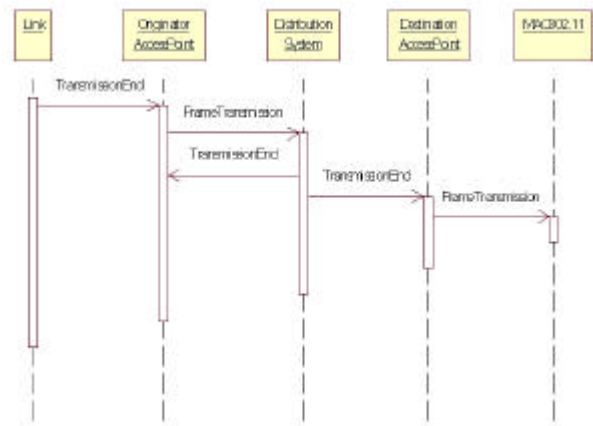 Link
Originator
AccessPoint
Distribution
System
Destination
AccessPoint
MAC802.11
TransmissionEnd
FrameTransmission
TransmissionEnd
TransmissionEnd
FrameTransmission